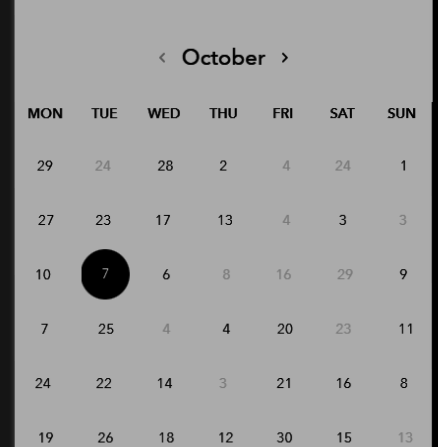 ‹ October ›
MON TUE WED THU FRI SAT SUN
29 24 28 2 4 24 1
27 23 17 13 4 3 3
10 7 6 8 16 29 9
7 25 4 4 20 23 11
24 22 14 3 21 16 8
19 26 18 12 30 15 13